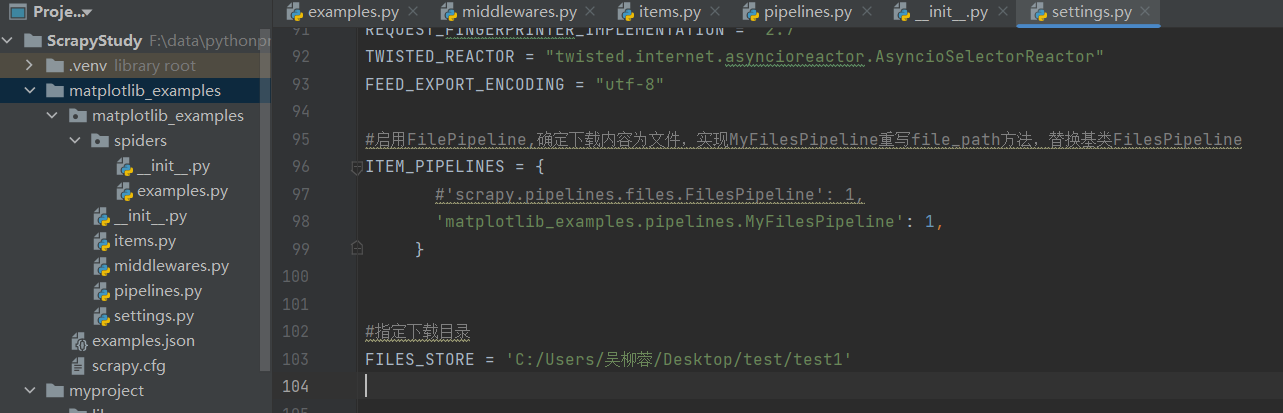 Proje...
examples.py
middlewares.py
items.py
pipelines.py
__init__.py
settings.py
ScrapyStudy F:\data\pythonpr
.venv library root
matplotlib_examples
matplotlib_examples
spiders
__init__.py
examples.py
__init__.py
items.py
middlewares.py
pipelines.py
settings.py
examples.json
scrapy.cfg
myproject
91 REQUEST_FINGERPRINTER_IMPLEMENTATION = "2.7"
92 TWISTED_REACTOR = "twisted.internet.asyncioreactor.AsyncioSelectorReactor"
93 FEED_EXPORT_ENCODING = "utf-8"
94
95 #启用FilePipeline,确定下载内容为文件，实现MyFilesPipeline重写file_path方法，替换基类FilesPipeline
96 ITEM_PIPELINES = {
97 #'scrapy.pipelines.files.FilesPipeline': 1,
98 'matplotlib_examples.pipelines.MyFilesPipeline': 1,
99 }
100
101
102 #指定下载目录
103 FILES_STORE = 'C:/Users/吴柳蓉/Desktop/test/test1'
104